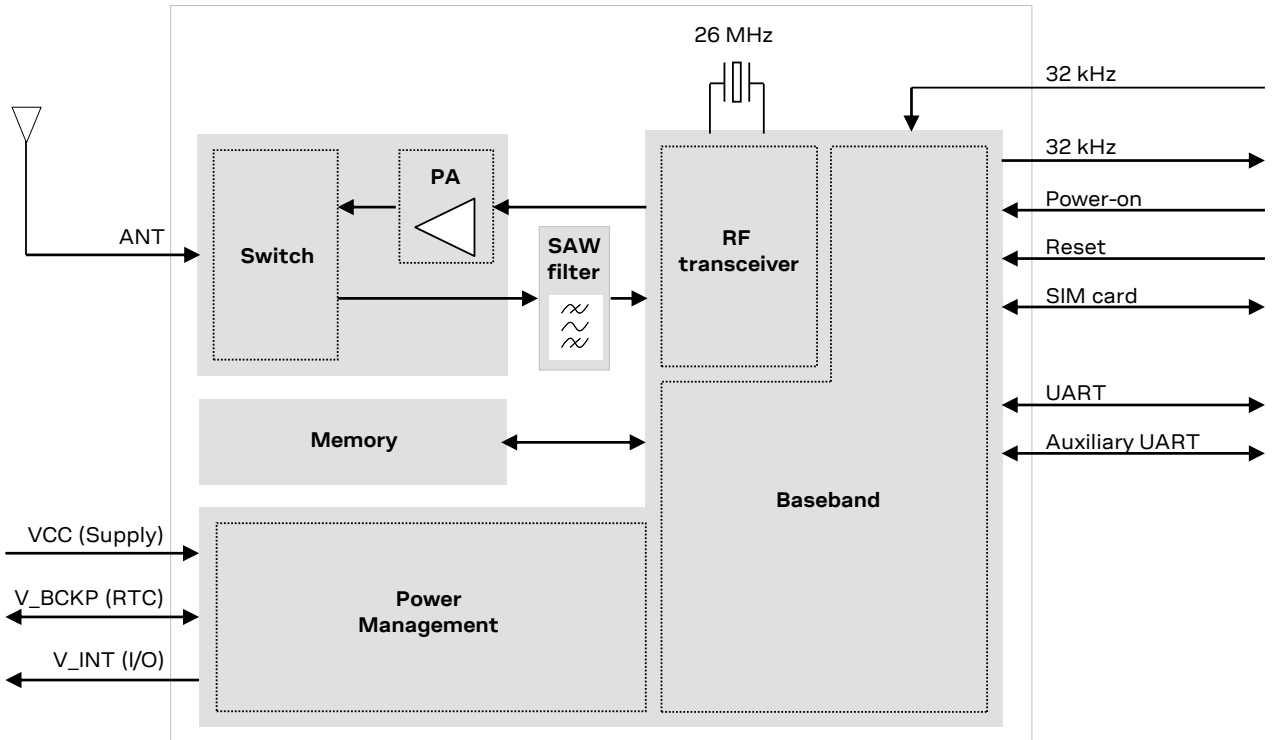 26 MHz
32 kHz
32 kHz
PA
Power-on
ANT
Switch
SAW
filter
RF
transceiver
Reset
SIM card
UART
Memory
Auxiliary UART
Baseband
VCC (Supply)
V_BCKP (RTC)
Power
Management
V_INT (I/O)